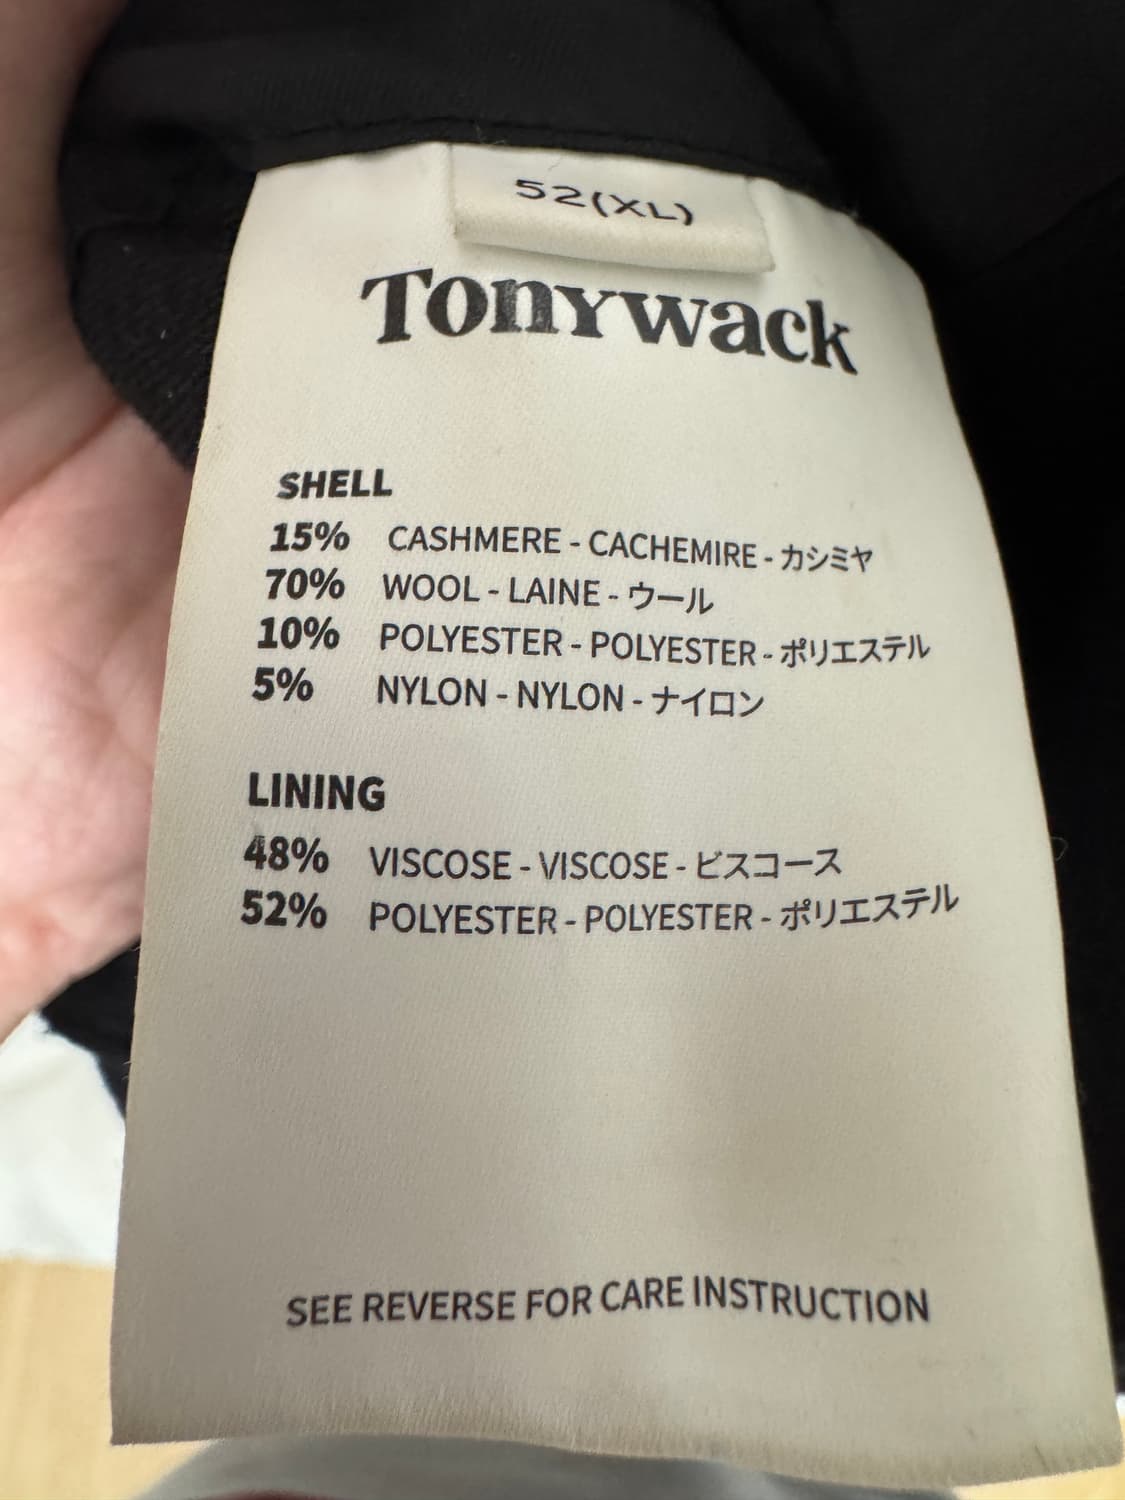 52(XL)
Tonywack
SHELL
15% CASHMERE - CACHEMIRE - カシミヤ
70% WOOL - LAINE - ウール
10% POLYESTER - POLYESTER - ポリエステル
5% NYLON - NYLON - ナイロン
LINING
48% VISCOSE - VISCOSE - ビスコース
52% POLYESTER - POLYESTER - ポリエステル
SEE REVERSE FOR CARE INSTRUCTION